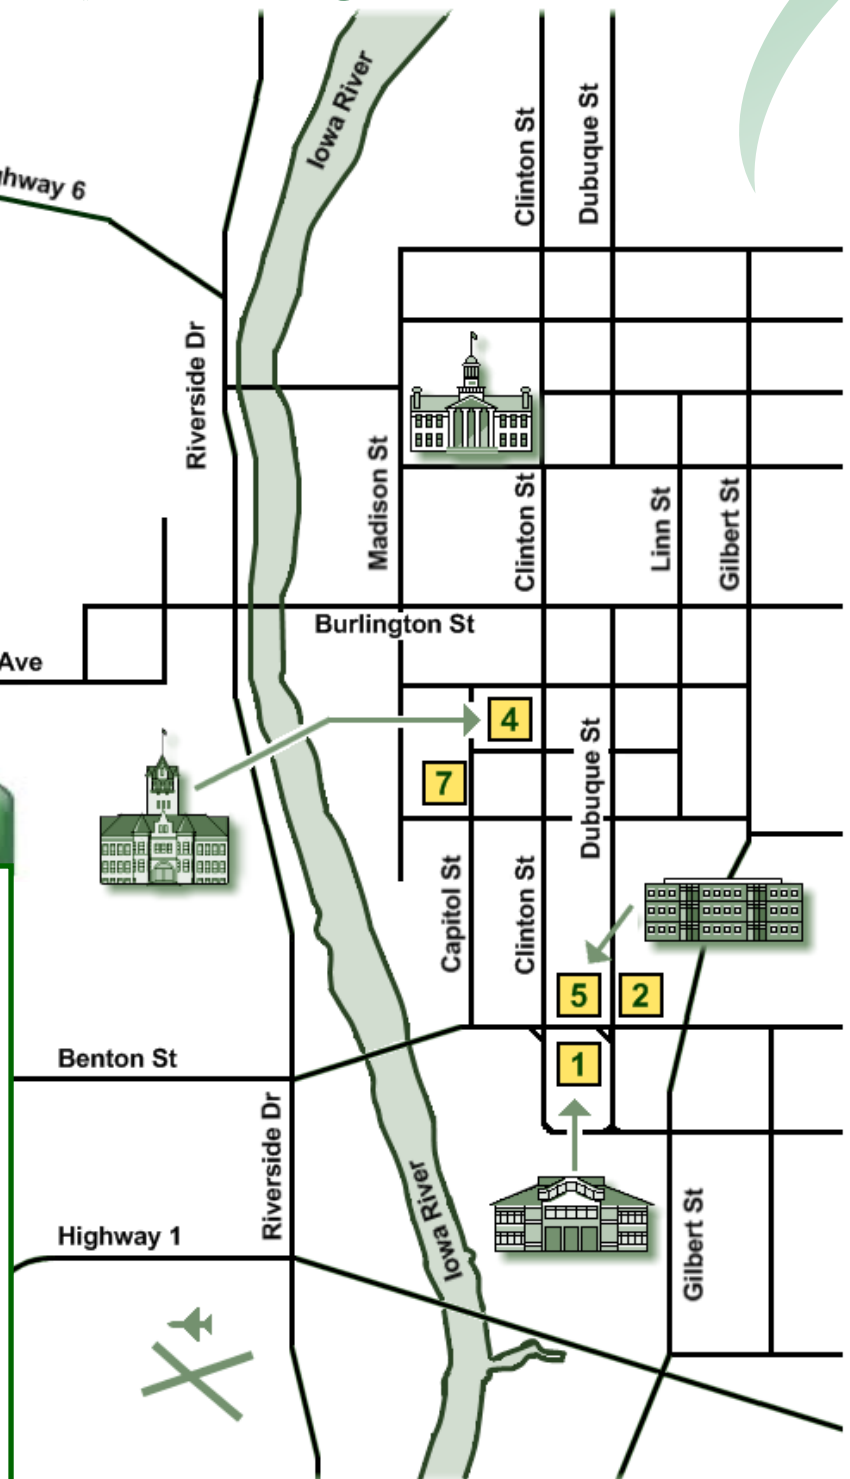 Iowa River
Clinton St
Dubuque St
ghway 6
Riverside Dr
Madison St
Clinton St
Linn St
Gilbert St
Burlington St
Ave
4
7
Dubuque St
Capitol St
Clinton St
5
2
1
Benton St
Riverside Dr
Iowa River
Highway 1
Gilbert St